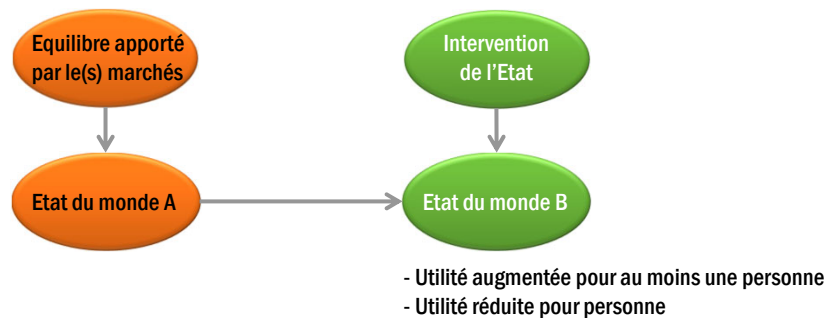 Equilibre apporté
par le(s) marchés
Intervention
de l'Etat
Etat du monde A
Etat du monde B
- Utilité augmentée pour au moins une personne
- Utilité réduite pour personne